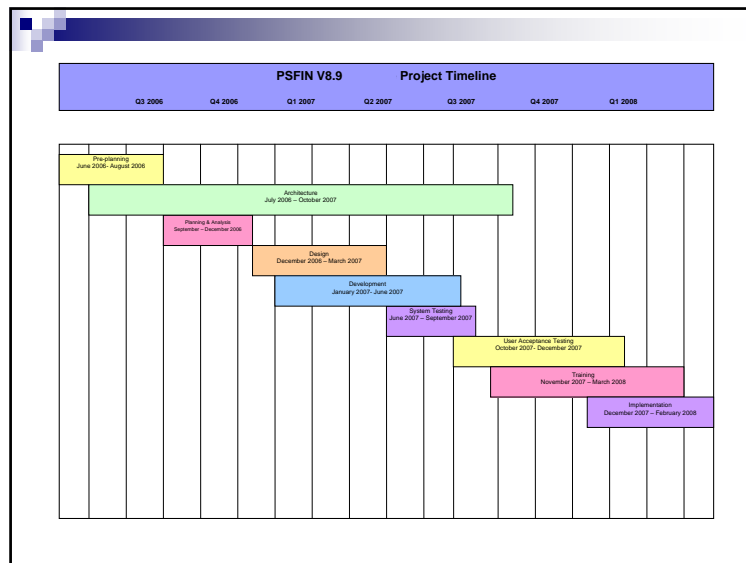 PSFIN V8.9 Project Timeline
Q3 2006 Q4 2006 Q1 2007 Q2 2007 Q3 2007 Q4 2007 Q1 2008
Pre-planning
June 2006- August 2006
Architecture
July 2006 – October 2007
Planning & Analysis
September – December 2006
Design
December 2006 – March 2007
Development
January 2007- June 2007
System Testing
June 2007 – September 2007
User Acceptance Testing
October 2007- December 2007
Training
November 2007 – March 2008
Implementation
December 2007 – February 2008